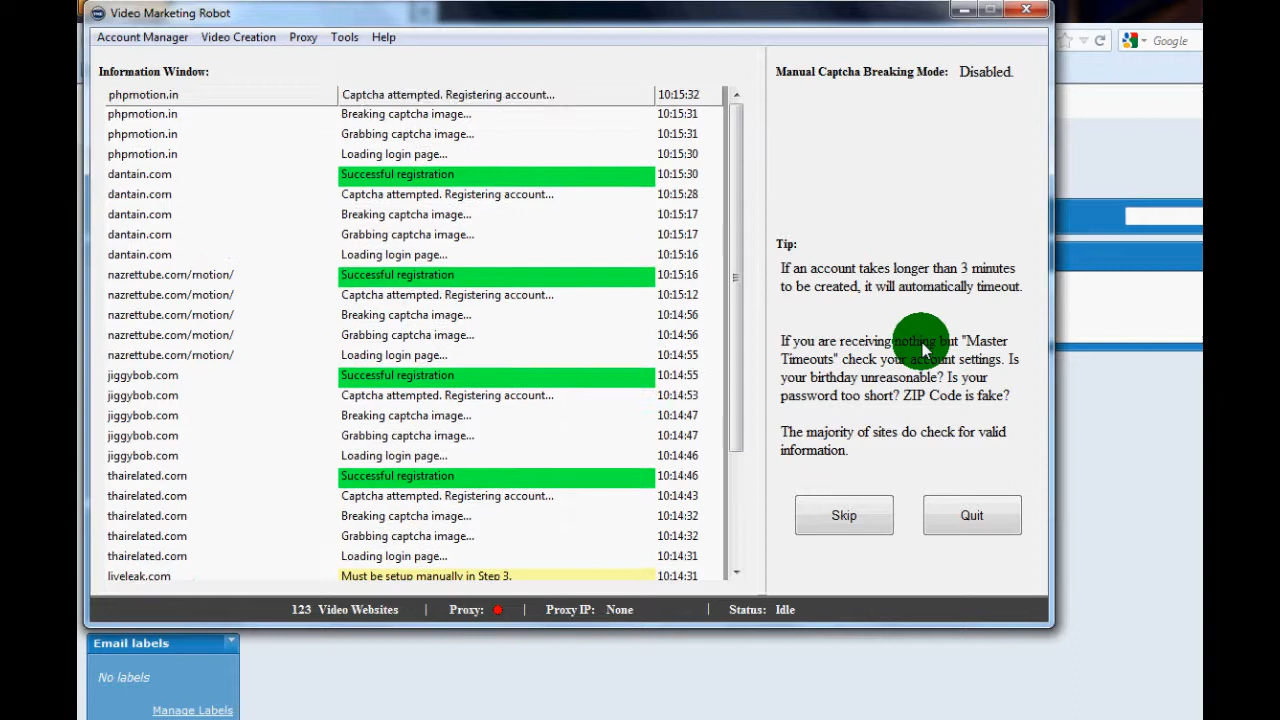 Video Marketing Robot
Account Manager Video Creation Proxy Tools Help
Google
Information Window:
phpmotion.in Captcha attempted. Registering account... 10:15:32
phpmotion.in Breaking captcha image... 10:15:31
phpmotion.in Grabbing captcha image... 10:15:31
phpmotion.in Loading login page... 10:15:30
dantain.com Successful registration 10:15:30
dantain.com Captcha attempted. Registering account... 10:15:28
dantain.com Breaking captcha image... 10:15:17
dantain.com Grabbing captcha image... 10:15:17
dantain.com Loading login page... 10:15:16
nazrettube.com/motion/ Successful registration 10:15:16
nazrettube.com/motion/ Captcha attempted. Registering account... 10:15:12
nazrettube.com/motion/ Breaking captcha image... 10:14:56
nazrettube.com/motion/ Grabbing captcha image... 10:14:56
nazrettube.com/motion/ Loading login page... 10:14:55
jiggybob.com Successful registration 10:14:55
jiggybob.com Captcha attempted. Registering account... 10:14:53
jiggybob.com Breaking captcha image... 10:14:47
jiggybob.com Grabbing captcha image... 10:14:47
jiggybob.com Loading login page... 10:14:46
thairelated.com Successful registration 10:14:46
thairelated.com Captcha attempted. Registering account... 10:14:43
thairelated.com Breaking captcha image... 10:14:32
thairelated.com Grabbing captcha image... 10:14:32
thairelated.com Loading login page... 10:14:31
liveleak.com Must be setup manually in Step 3. 10:14:31
Manual Captcha Breaking Mode: Disabled.
Tip:
If an account takes longer than 3 minutes
to be created, it will automatically timeout.
If you are receiving nothing but "Master
Timeouts" check your account settings. Is
your birthday unreasonable? Is your
password too short? ZIP Code is fake?
The majority of sites do check for valid
information.
Skip Quit
123 Video Websites | Proxy: | Proxy IP: None | Status: Idle
Email labels
No labels
Manage Labels